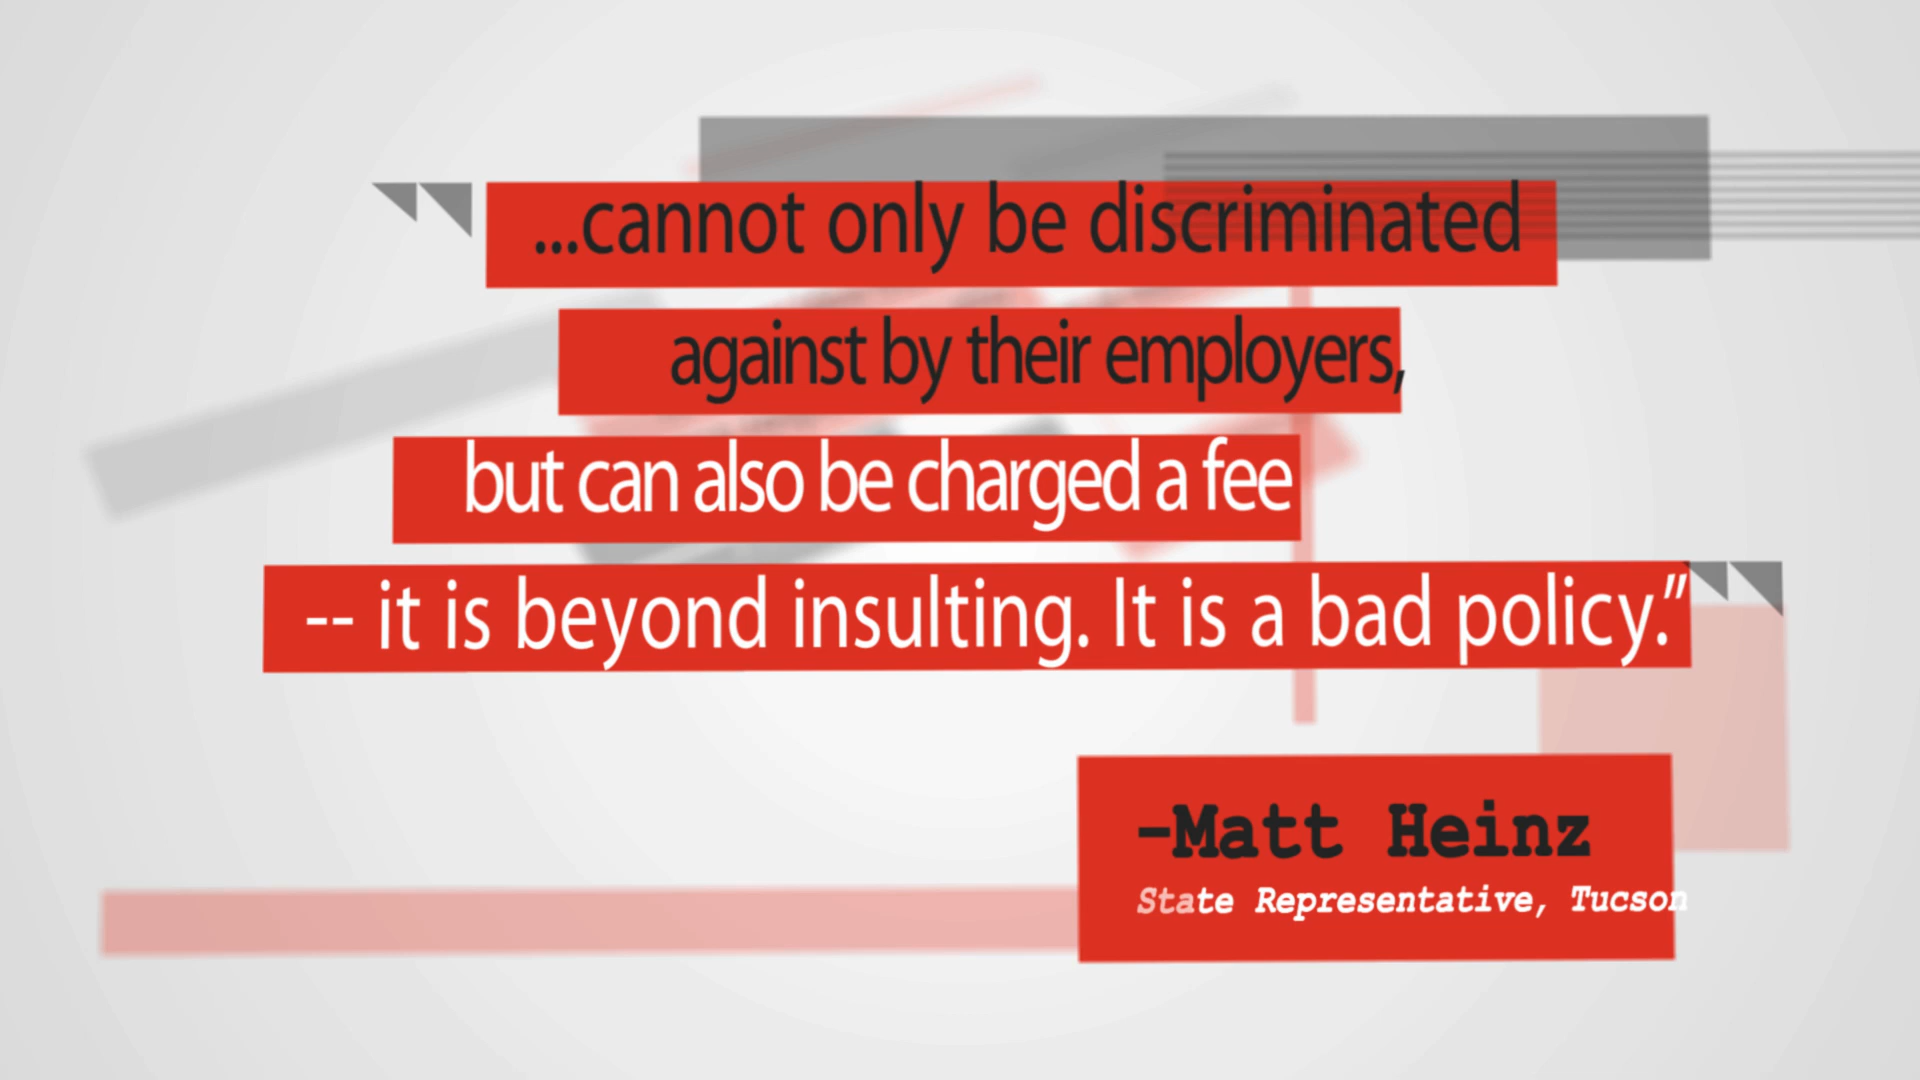 ...cannot only be discriminated
against by their employers,
but can also be charged a fee
-- it is beyond insulting. It is a bad policy.”
-Matt Heinz
State Representative, Tucson